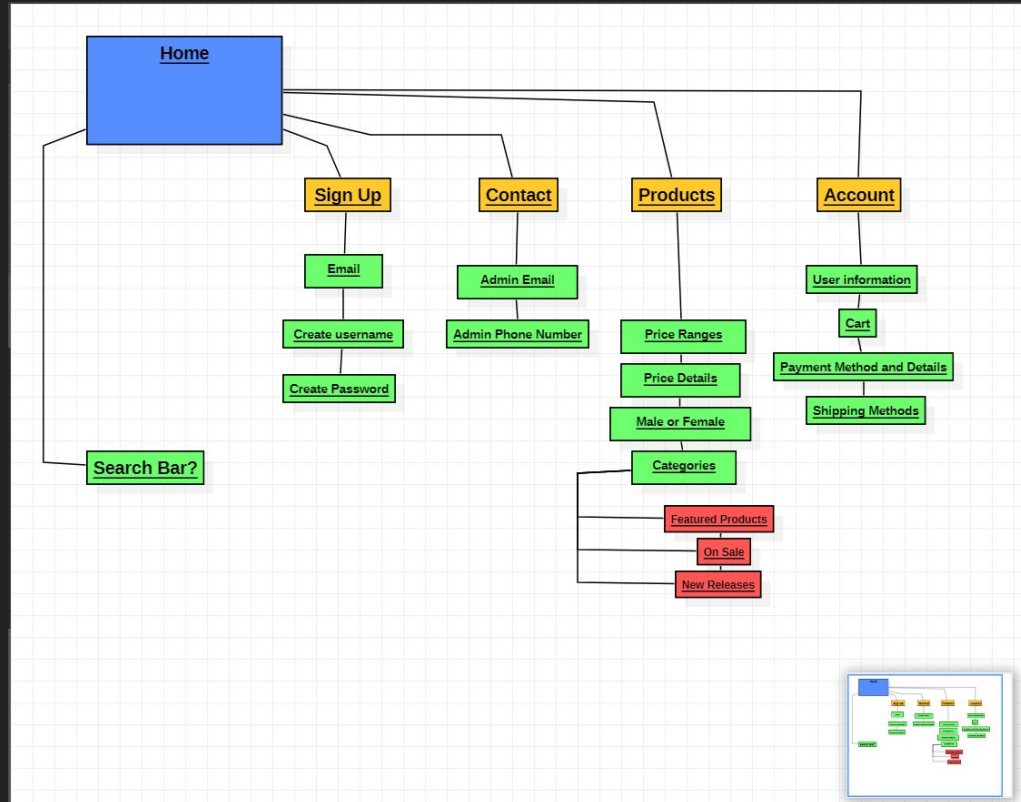 Home
Sign Up
Contact
Products
Account
Email
Create username
Create Password
Admin Email
Admin Phone Number
Price Ranges
Price Details
Male or Female
Categories
Featured Products
On Sale
New Releases
User information
Cart
Payment Method and Details
Shipping Methods
Search Bar?